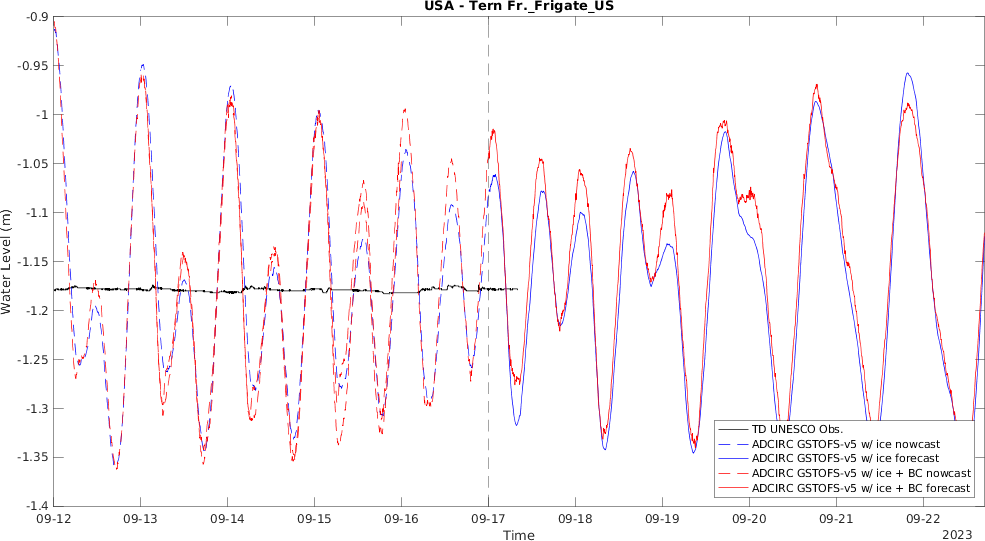 USA - Tern Fr._Frigate_US
Water Level (m)
-0.9
-0.95
-1
-1.05
-1.1
-1.15
-1.2
-1.25
-1.3
-1.35
-1.4
TD UNESCO Obs.
ADCIRC GSTOFS-v5 w/ ice nowcast
ADCIRC GSTOFS-v5 w/ ice forecast
ADCIRC GSTOFS-v5 w/ ice + BC nowcast
ADCIRC GSTOFS-v5 w/ ice + BC forecast
09-12 09-13 09-14 09-15 09-16 09-17 09-18 09-19 09-20 09-21 09-22
Time
2023